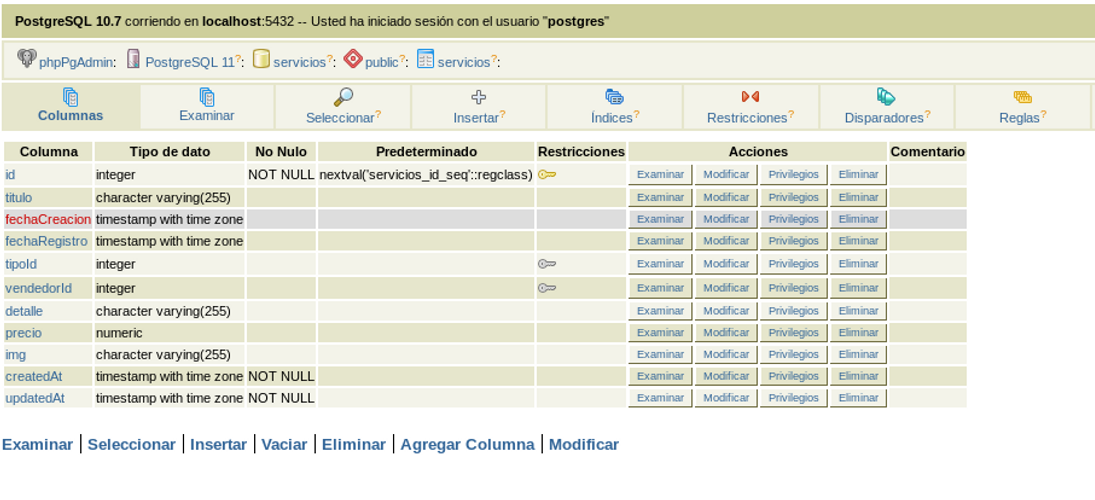 PostgreSQL 10.7 corriendo en localhost:5432 -- Usted ha iniciado sesión con el usuario "postgres"
phpPgAdmin: PostgreSQL 11?: servicios?: public?: servicios?:
Columnas Examinar Seleccionar? Insertar? Índices? Restricciones? Disparadores? Reglas?
Columna Tipo de dato No Nulo Predeterminado Restricciones Acciones Comentario
id integer NOT NULL nextval('servicios_id_seq'::regclass) Examinar Modificar Privilegios Eliminar
titulo character varying(255) Examinar Modificar Privilegios Eliminar
fechaCreacion timestamp with time zone Examinar Modificar Privilegios Eliminar
fechaRegistro timestamp with time zone Examinar Modificar Privilegios Eliminar
tipoId integer Examinar Modificar Privilegios Eliminar
vendedorId integer Examinar Modificar Privilegios Eliminar
detalle character varying(255) Examinar Modificar Privilegios Eliminar
precio numeric Examinar Modificar Privilegios Eliminar
img character varying(255) Examinar Modificar Privilegios Eliminar
createdAt timestamp with time zone NOT NULL Examinar Modificar Privilegios Eliminar
updatedAt timestamp with time zone NOT NULL Examinar Modificar Privilegios Eliminar
Examinar | Seleccionar | Insertar | Vaciar | Eliminar | Agregar Columna | Modificar